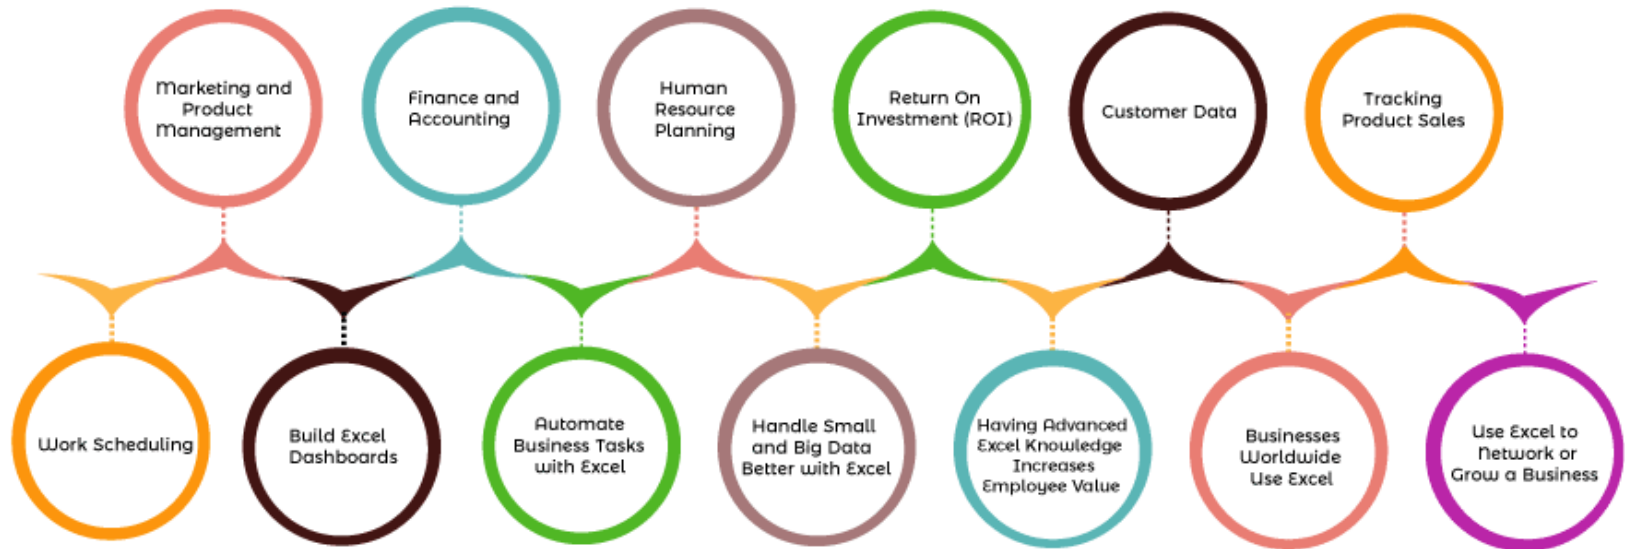 Marketing and
Product
Management
Finance and
Accounting
Human
Resource
Planning
Return On
Investment (ROI)
Customer Data
Tracking
Product Sales
Work Scheduling
Build Excel
Dashboards
Automate
Business Tasks
with Excel
Handle Small
and Big Data
Better with Excel
Having Advanced
Excel Knowledge
Increases
Employee Value
Businesses
Worldwide
Use Excel
Use Excel to
Network or
Grow a Business